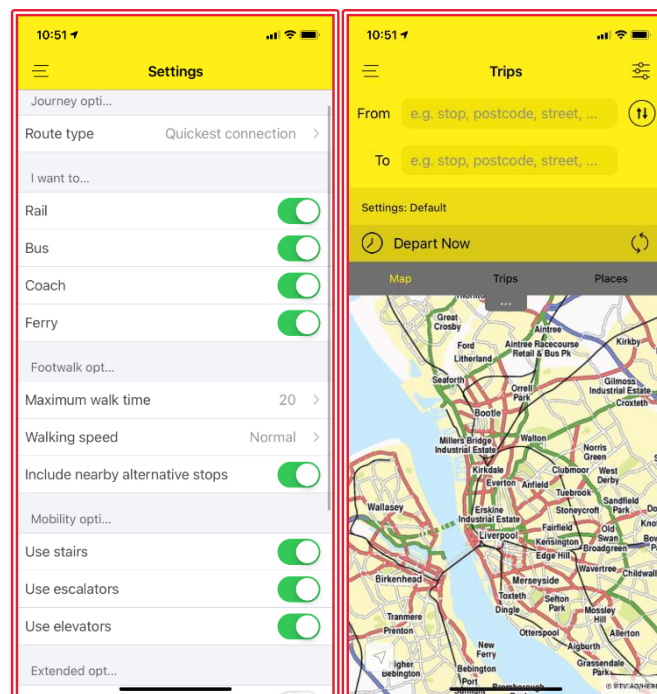 10:51
Settings
Journey opti...
Route type Quickest connection
I want to...
Rail
Bus
Coach
Ferry
Footwalk opt...
Maximum walk time 20
Walking speed Normal
Include nearby alternative stops
Mobility opti...
Use stairs
Use escalators
Use elevators
Extended opt...
10:51
Trips
From e.g. stop, postcode, street, ...
To e.g. stop, postcode, street, ...
Settings: Default
Depart Now
Map Trips Places
...
Great
Crosby
Aintree
Ford
Aintree Racecourse
Retail & Bus Pk
Kirkby
Litherland
Seaforth
Orrell
Park
Gilmoss
Industrial Estate
Croxteth
Bootle
Millers Bridge
Industrial Estate
Walton
Norris
Green
Kirkdale
Clubmoor
West
Derby
Everton
Anfield
Tuebrook
Sandfield
Park
Wallasey
Erskine
Industrial Estate
Stoneycroft
Fairfield
Old
Swan
Liverpool
Kensington
Broadgreen
Edge Hill
Wavertree
Childwall
Birkenhead
Merseyside
Toxteth
Sefton
Park
Dingle
Mossley
Hill
Tranmere
Prenton
Otterspool
Allerton
New
Ferry
Aigburth
Higher
Bebington
Bebington
Grassendale
Park
Port